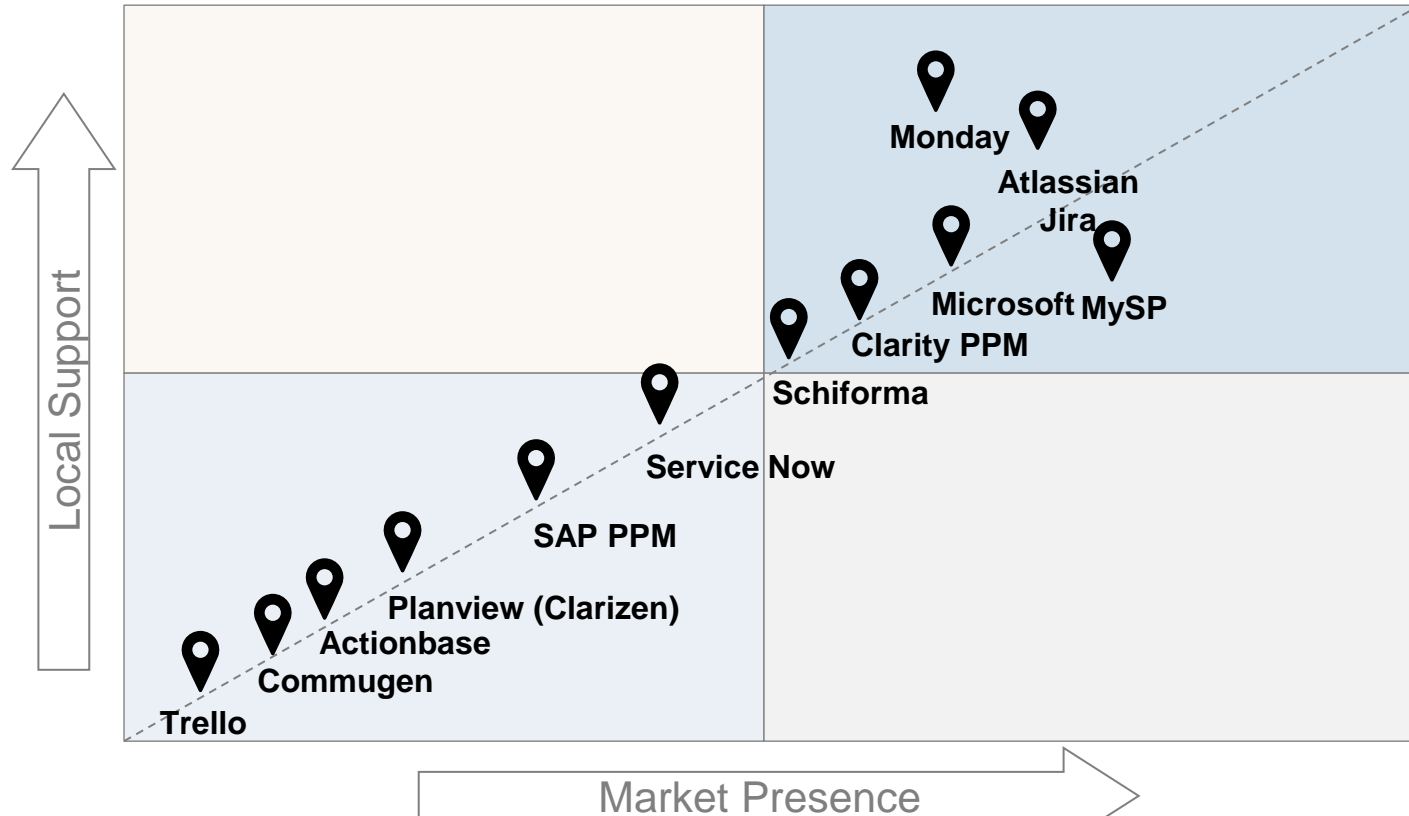 Monday
Atlassian
Jira
Microsoft
MySP
Clarity PPM
Schiforma
Service Now
SAP PPM
Planview (Clarizen)
Actionbase
Commugen
Trello
Local Support
Market Presence